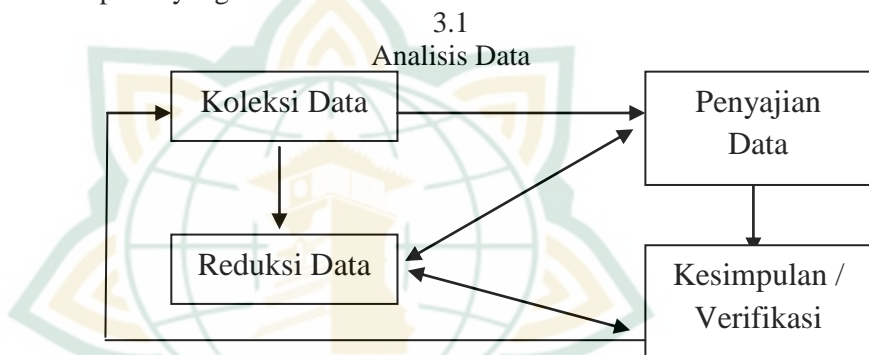 3.1
Analisis Data
Koleksi Data
Penyajian
Data
Reduksi Data
Kesimpulan /
Verifikasi